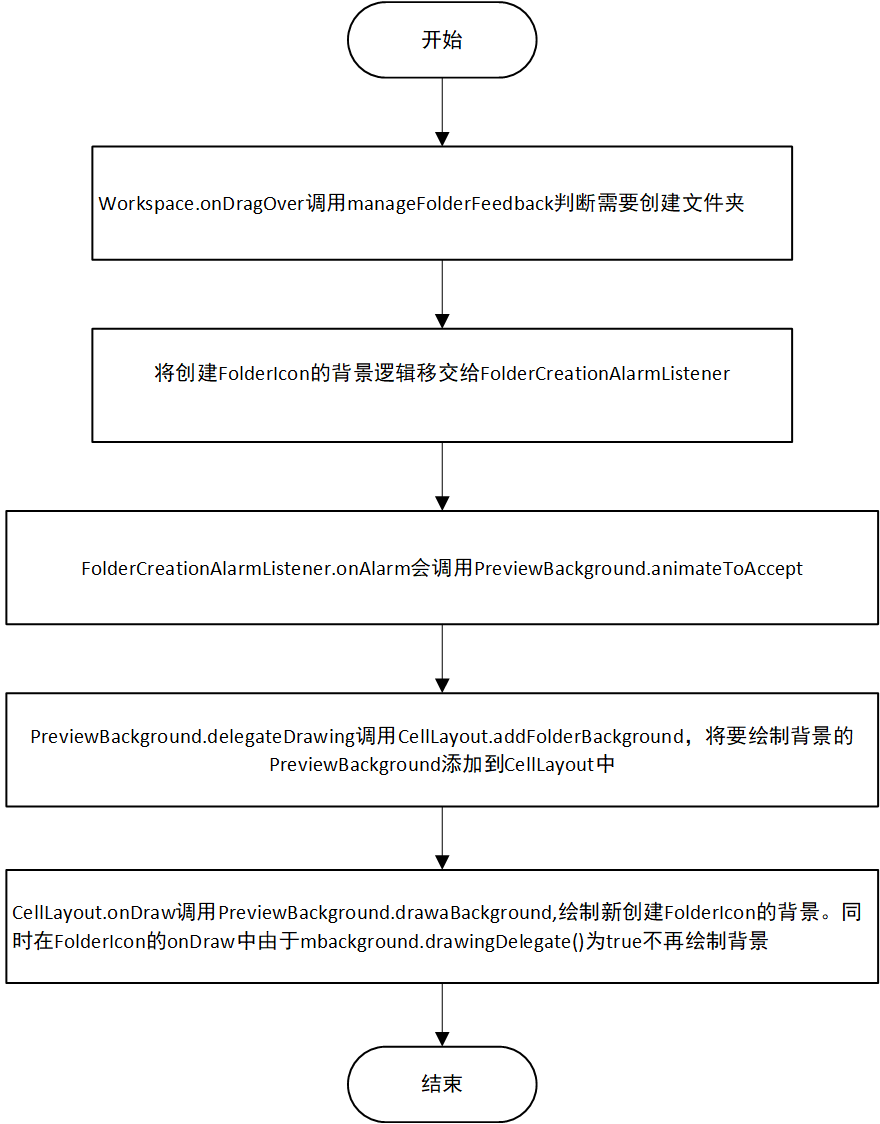 开始
Workspace.onDragOver调用manageFolderFeedback判断需要创建文件夹
将创建FolderIcon的背景逻辑移交给FolderCreationAlarmListener
FolderCreationAlarmListener.onAlarm会调用PreviewBackground.animateToAccept
PreviewBackground.delegateDrawing调用CellLayout.addFolderBackground，将要绘制背景的
PreviewBackground添加到CellLayout中
CellLayout.onDraw调用PreviewBackground.drawaBackground,绘制新创建FolderIcon的背景。同
时在FolderIcon的onDraw中由于mbackground.drawingDelegate()为true不再绘制背景
结束